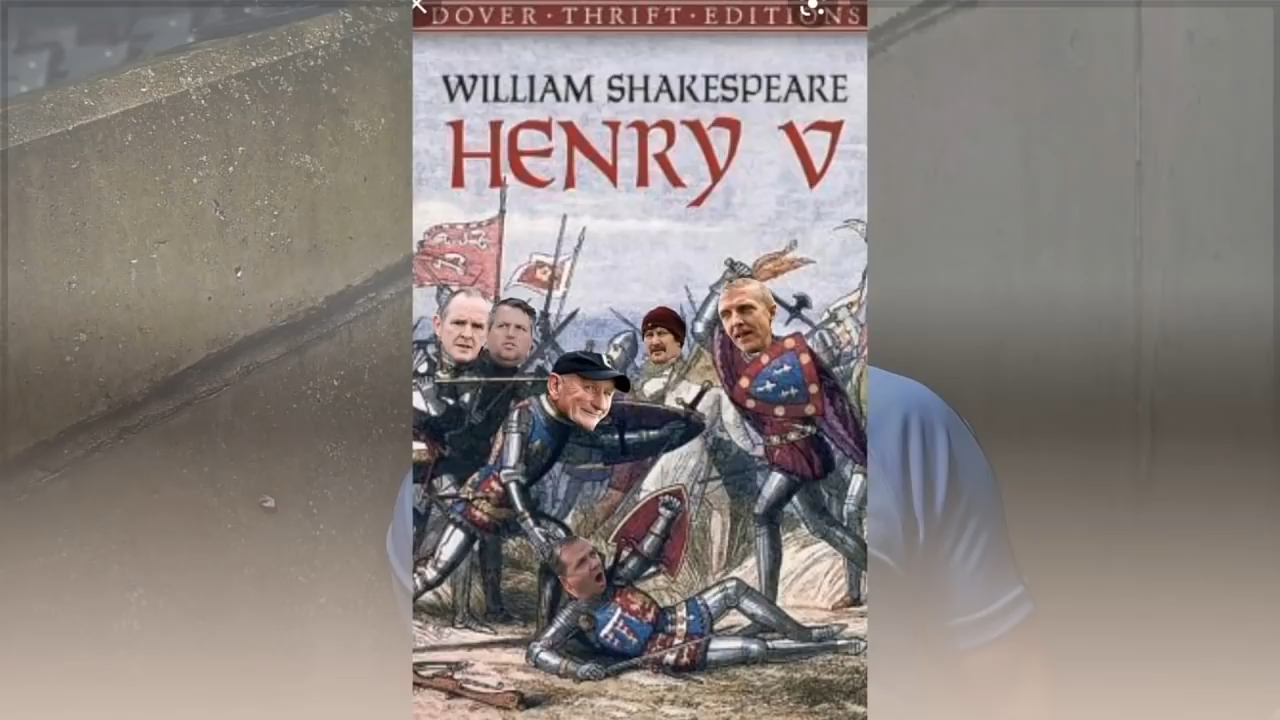 DOVER · THRIFT · EDITIONS
WILLIAM SHAKESPEARE
HENRY V